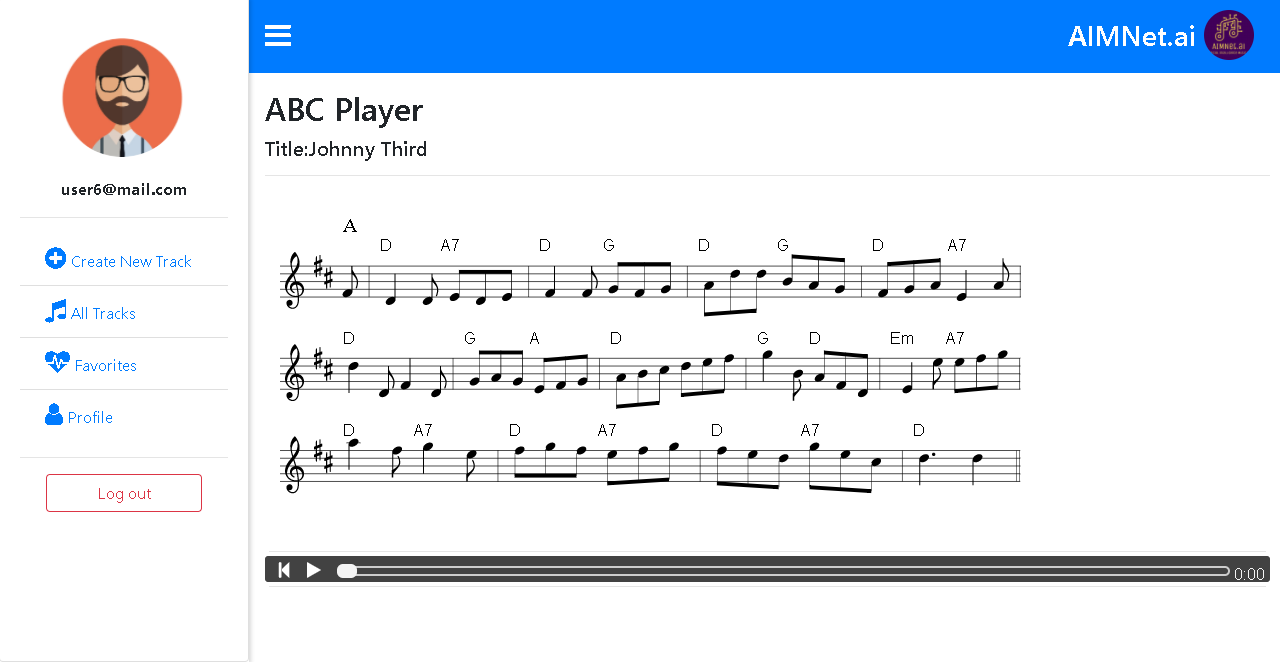 AIMNet.ai
AIMNet.ai
user6@mail.com
Create New Track
All Tracks
Favorites
Profile
Log out
ABC Player
Title:Johnny Third
A
D A7 D G D G D A7
D G A D G D Em A7
D A7 D A7 D A7 D
0:00